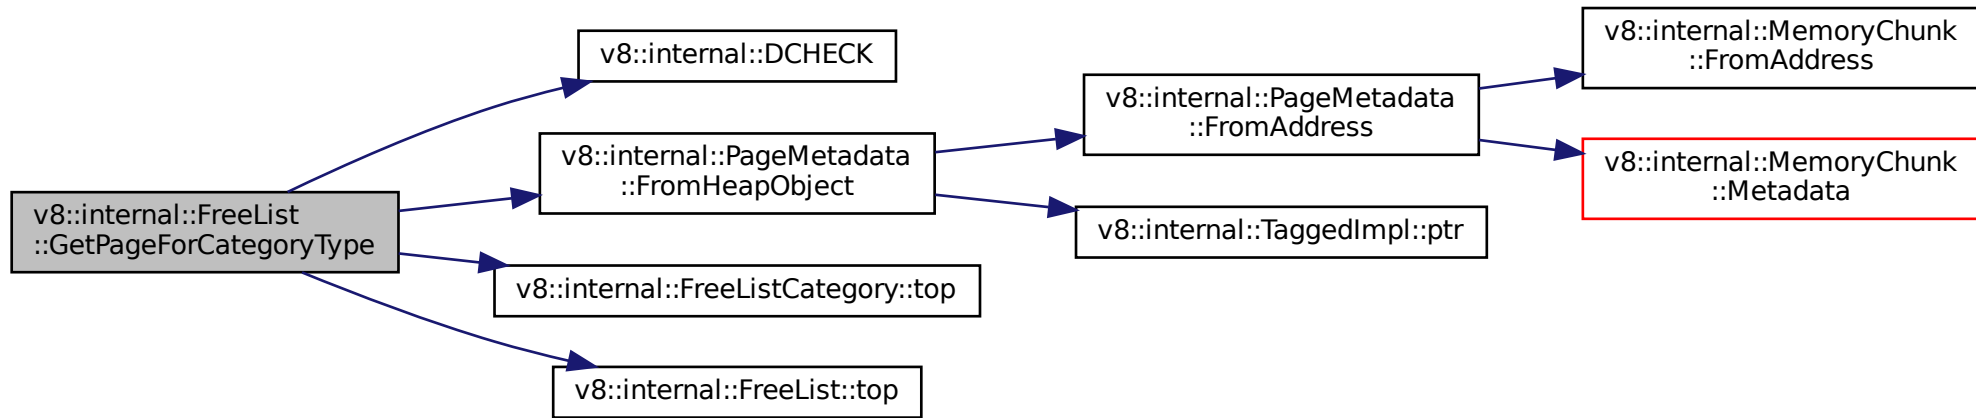 v8::internal::FreeList
::GetPageForCategoryType
v8::internal::DCHECK
v8::internal::PageMetadata
::FromHeapObject
v8::internal::FreeListCategory::top
v8::internal::FreeList::top
v8::internal::PageMetadata
::FromAddress
v8::internal::TaggedImpl::ptr
v8::internal::MemoryChunk
::FromAddress
v8::internal::MemoryChunk
::Metadata